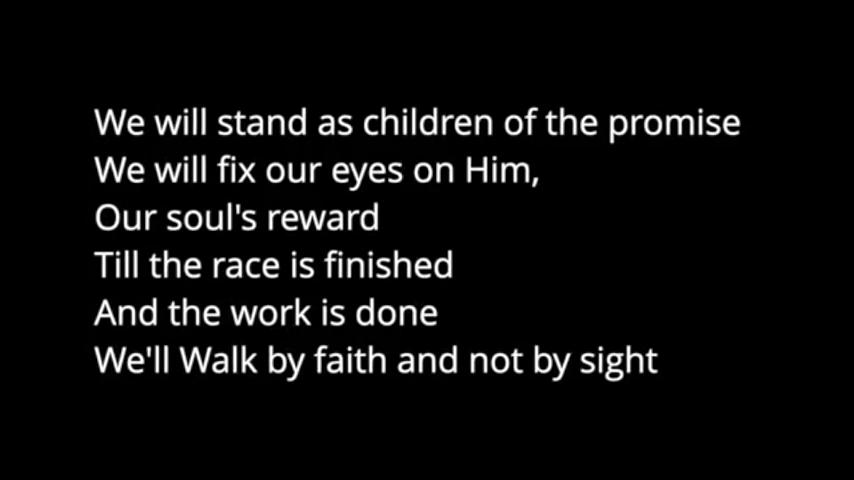 We will stand as children of the promise
We will fix our eyes on Him,
Our soul's reward
Till the race is finished
And the work is done
We'll Walk by faith and not by sight